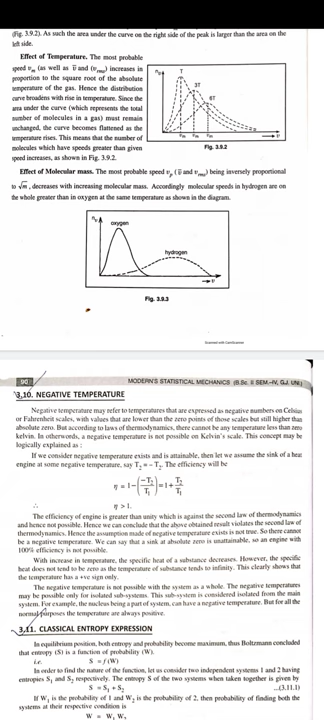 (Fig. 3.9.2). As such the area under the curve on the right side of the peak is larger than the area on the
left side.
Effect of Temperature. The most probable
speed vm (as well as v̄ and (vrms) increases in
proportion to the square root of the absolute
temperature of the gas. Hence the distribution
curve broadens with rise in temperature. Since the
area under the curve (which represents the total
number of molecules in a gas) must remain
unchanged, the curve becomes flattened as the
temperature rises. This means that the number of
molecules which have speeds greater than given
speed increases, as shown in Fig. 3.9.2.
nv
T
3T
6T
vm vm vm
v
Fig. 3.9.2
Effect of Molecular mass. The most probable speed vp (v̄ and vrms) being inversely proportional
to √m, decreases with increasing molecular mass. Accordingly molecular speeds in hydrogen are on
the whole greater than in oxygen at the same temperature as shown in the diagram.
nv
oxygen
hydrogen
v
Fig. 3.9.3
Scanned with CamScanner
90
MODERN'S STATISTICAL MECHANICS (B.Sc. II SEM.-IV, GJ. UNI)
3.10. NEGATIVE TEMPERATURE
Negative temperature may refer to temperatures that are expressed as negative numbers on Celsius
or Fahrenheit scales, with values that are lower than the zero points of those scales but still higher than
absolute zero. But according to laws of thermodynamics, there cannot be any temperature less than zero
kelvin. In otherwords, a negative temperature is not possible on Kelvin's scale. This concept may be
logically explained as :
If we consider negative temperature exists and is attainable, then let us assume the sink of a heat
engine at some negative temperature, say T₂ = – T₂. The efficiency will be
η = 1 – (–T₂/T₁) = 1 + T₂/T₁
∴ η > 1.
The efficiency of engine is greater than unity which is against the second law of thermodynamics
and hence not possible. Hence we can conclude that the above obtained result violates the second law of
thermodynamics. Hence the assumption made of negative temperature exists is not true. So there cannot
be a negative temperature. We can say that a sink at absolute zero is unattainable, so an engine with
100% efficiency is not possible.
With increase in temperature, the specific heat of a substance decreases. However, the specific
heat does not tend to be zero as the temperature of substance tends to infinity. This clearly shows that
the temperature has a +ve sign only.
The negative temperature is not possible with the system as a whole. The negative temperatures
may be possible only for isolated sub-systems. This sub-system is considered isolated from the main
system. For example, the nucleus being a part of system, can have a negative temperature. But for all the
normal purposes the temperature are always positive.
3.11. CLASSICAL ENTROPY EXPRESSION
In equilibrium position, both entropy and probability become maximum, thus Boltzmann concluded
that entropy (S) is a function of probability (W).
i.e. S = f (W)
In order to find the nature of the function, let us consider two independent systems 1 and 2 having
entropies S₁ and S₂ respectively. The entropy S of the two systems when taken together is given by
S = S₁ + S₂ ...(3.11.1)
If W₁ is the probability of 1 and W₂ is the probability of 2, then probability of finding both the
systems at their respective condition is
W = W₁ W₂